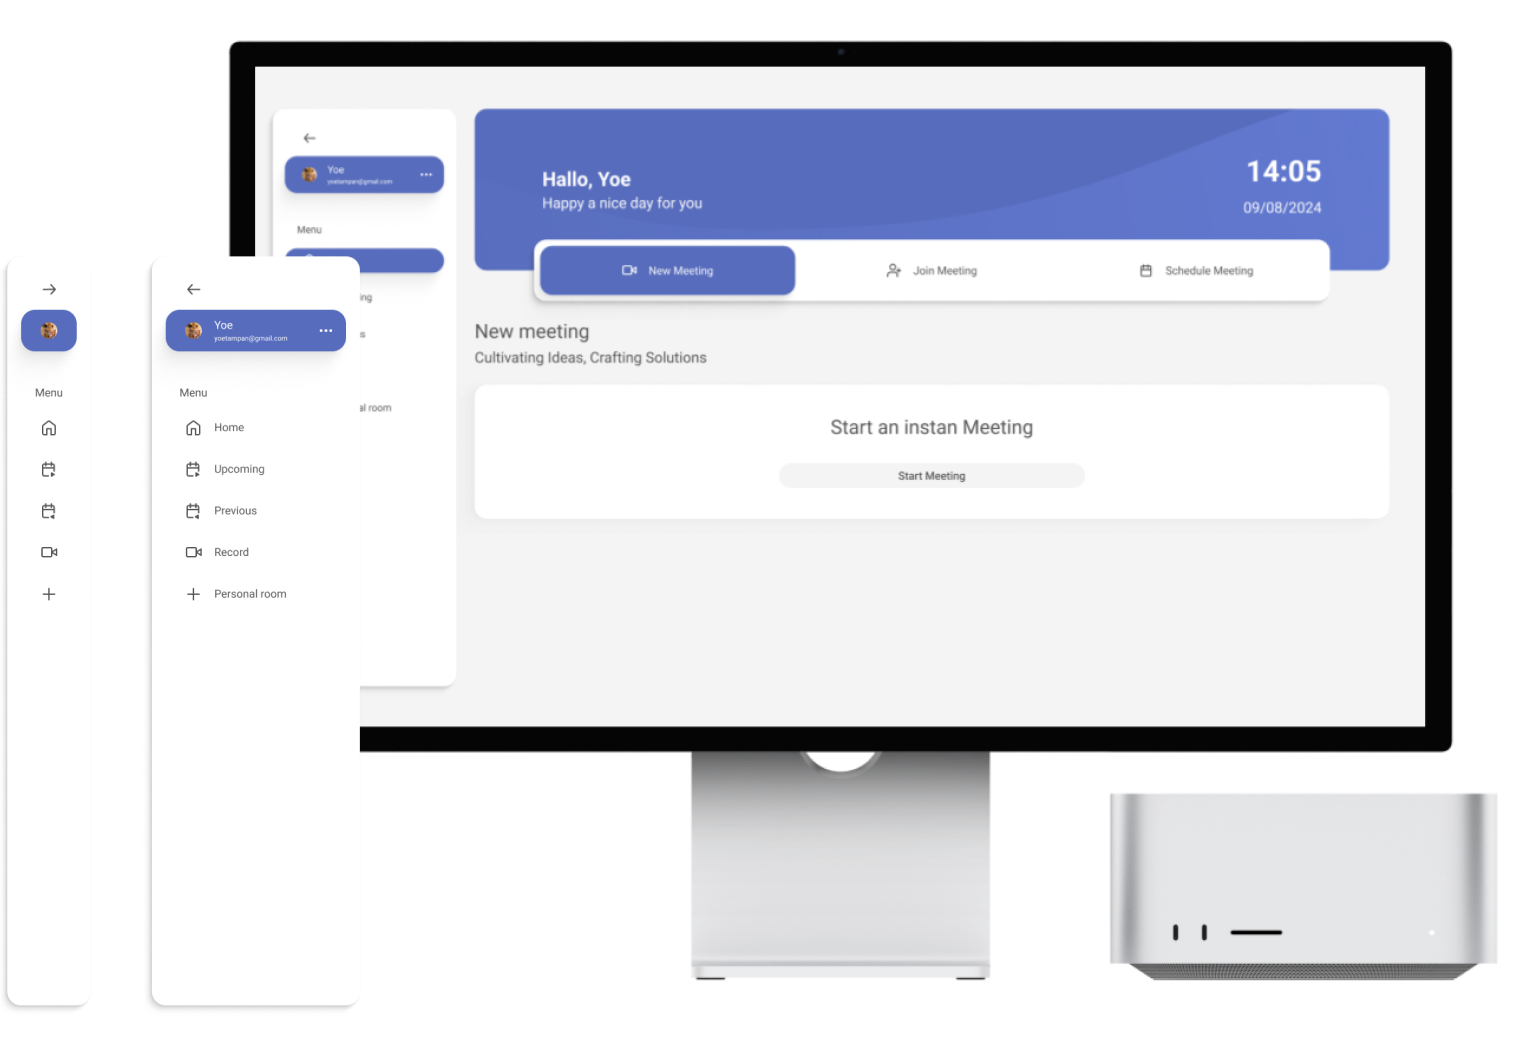 Menu
Yoe
yoetampan@gmail.com
Menu
Home
Upcoming
Previous
Record
Personal room
Yoe
yoetampan@gmail.com
Menu
ing
s
al room
Hallo, Yoe
Happy a nice day for you
14:05
09/08/2024
New Meeting
Join Meeting
Schedule Meeting
New meeting
Cultivating Ideas, Crafting Solutions
Start an instan Meeting
Start Meeting